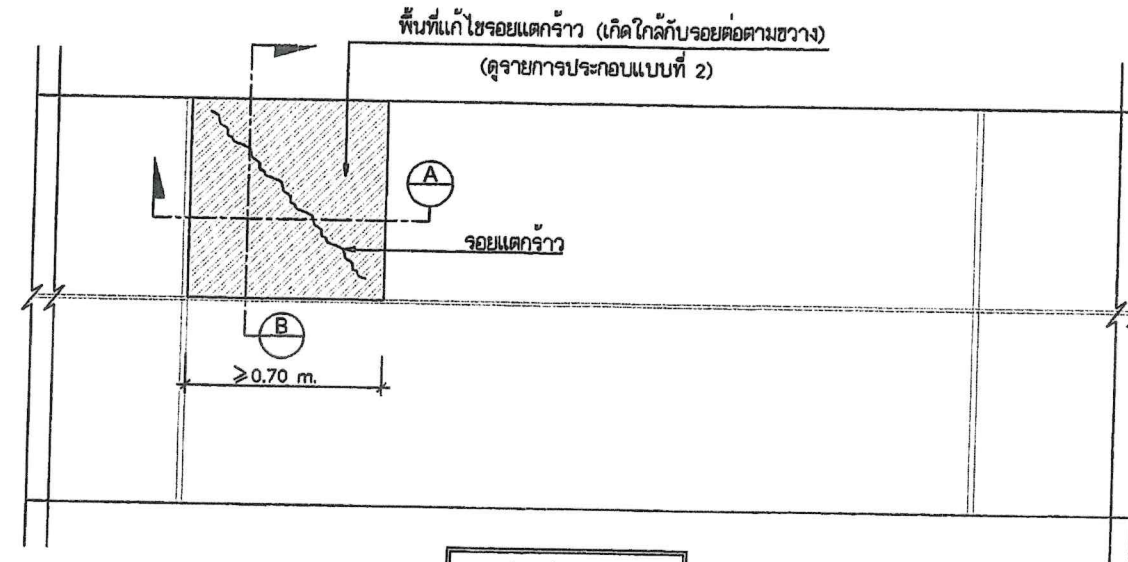 พื้นที่แก้ไขรอยแตกร้าว (เกิดใกล้กับรอยต่อตามขวาง)
(ดูรายการประกอบแบบที่ 2)
A
รอยแตกร้าว
B
≥0.70 m.